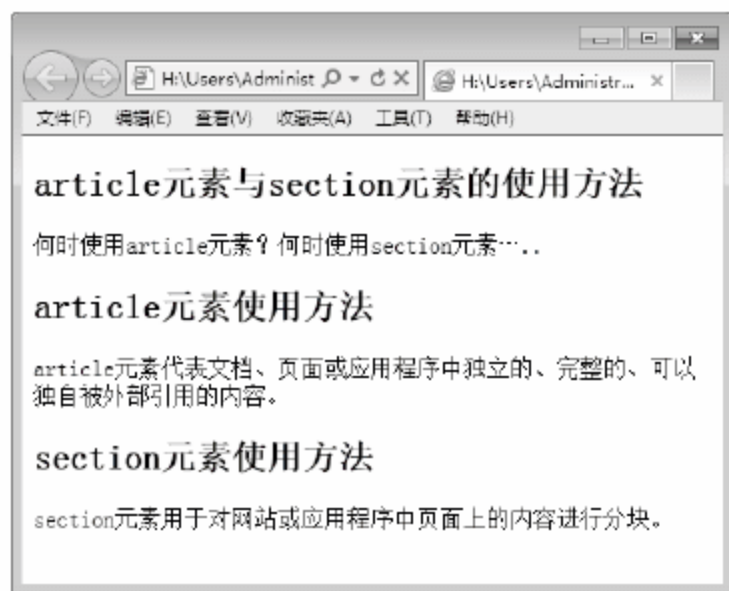 H:\Users\Administ
H:\Users\Administr...
文件(F) 编辑(E) 查看(V) 收藏夹(A) 工具(T) 帮助(H)
article元素与section元素的使用方法
何时使用article元素？何时使用section元素…..
article元素使用方法
article元素代表文档、页面或应用程序中独立的、完整的、可以
独自被外部引用的内容。
section元素使用方法
section元素用于对网站或应用程序中页面上的内容进行分块。